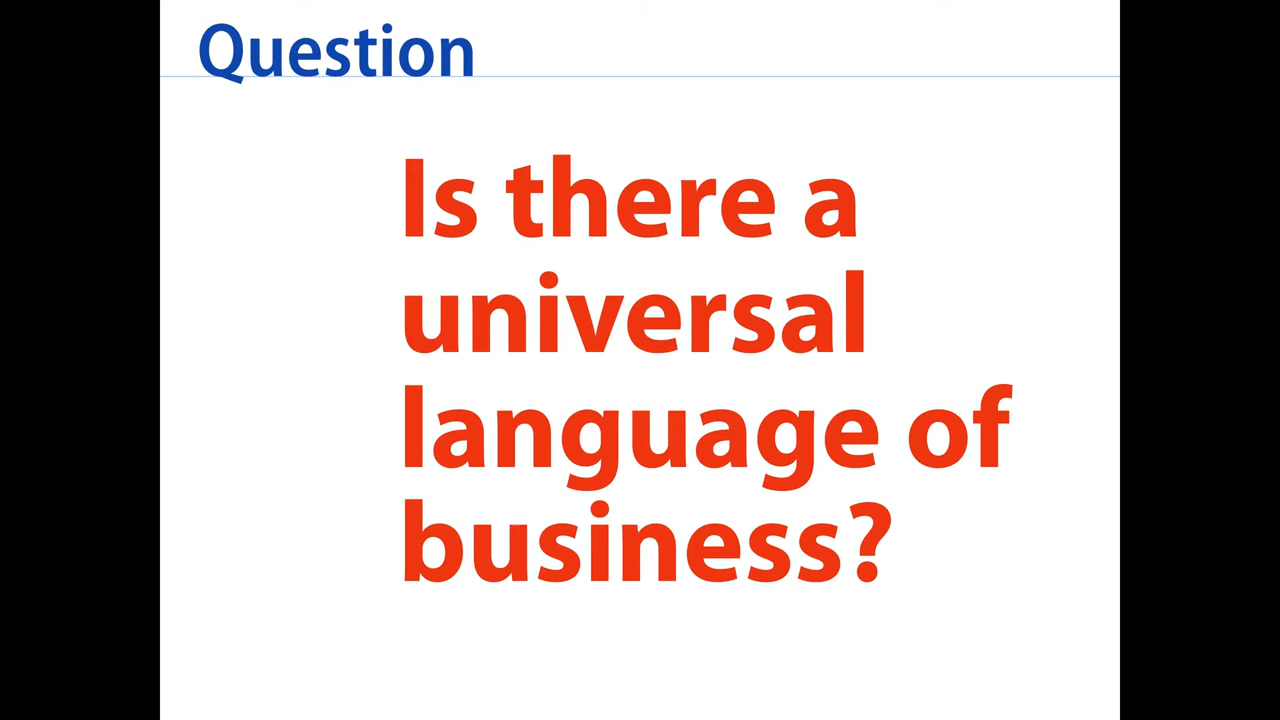 Question
Is there a
universal
language of
business?